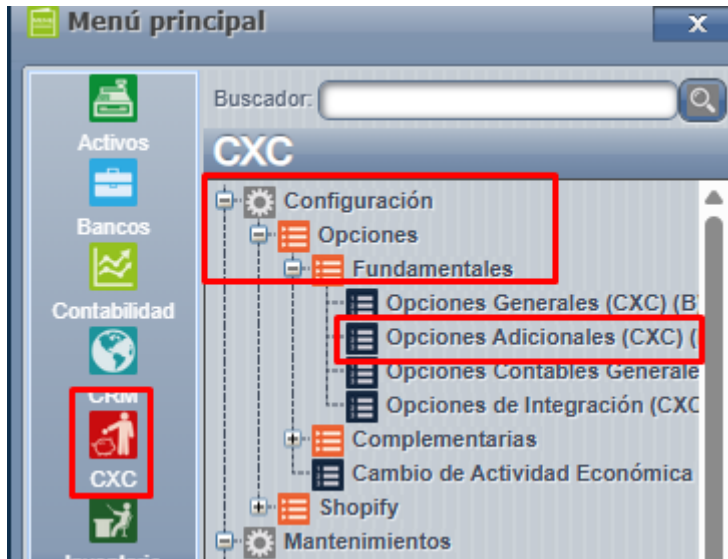 Menú principal
X
Buscador:
Activos
Bancos
Contabilidad
CRM
CXC
CXC
Configuración
Opciones
Fundamentales
Opciones Generales (CXC) (B
Opciones Adicionales (CXC) (
Opciones Contables Generale
Opciones de Integración (CXC
Complementarias
Cambio de Actividad Económica
Shopify
Mantenimientos